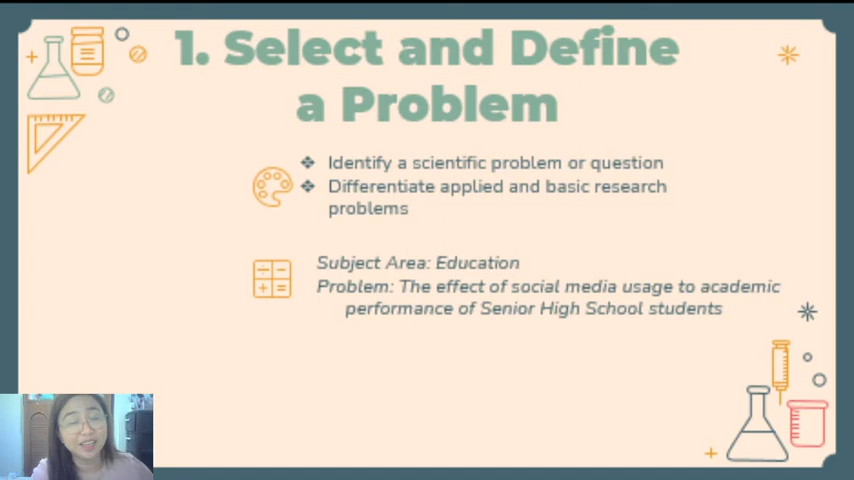 1. Select and Define
a Problem
❖ Identify a scientific problem or question
❖ Differentiate applied and basic research
problems
Subject Area: Education
Problem: The effect of social media usage to academic
performance of Senior High School students